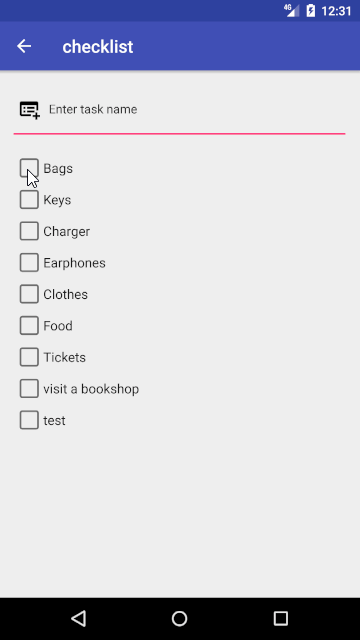 4G 12:31
checklist
Enter task name
Bags
Keys
Charger
Earphones
Clothes
Food
Tickets
visit a bookshop
test